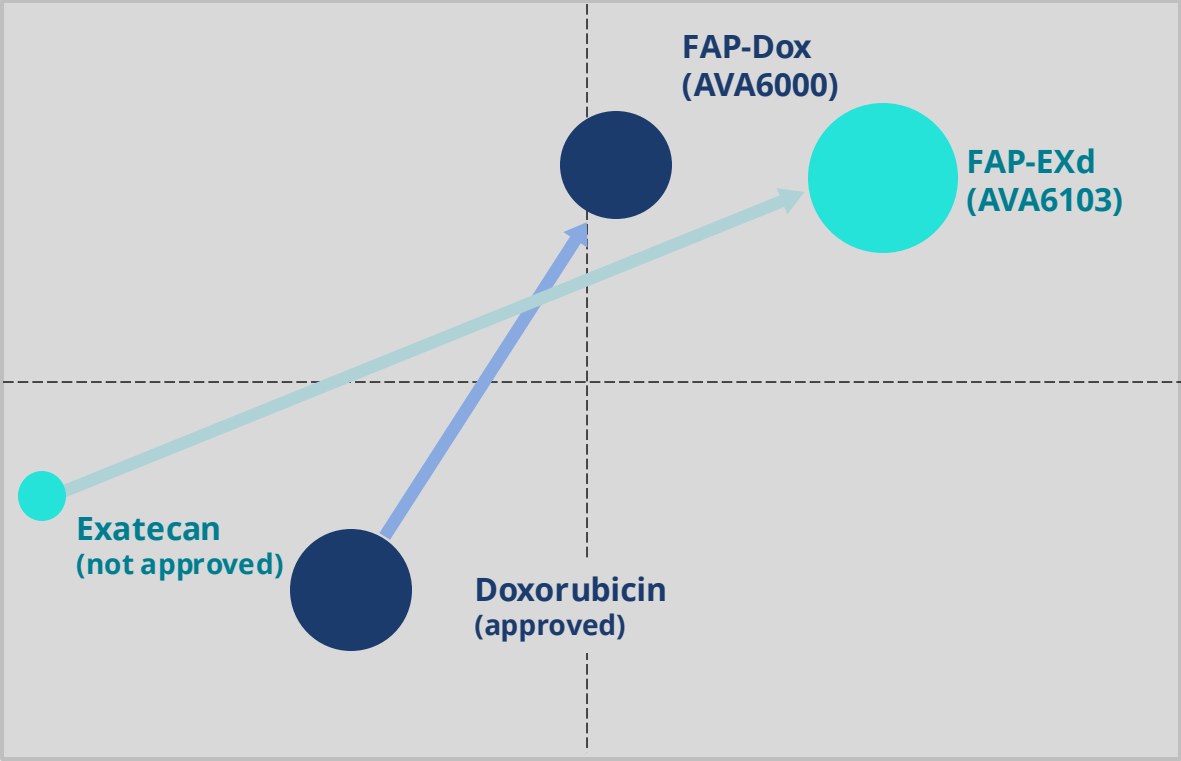 FAP-Dox
(AVA6000)
FAP-EXd
(AVA6103)
Exatecan
(not approved)
Doxorubicin
(approved)